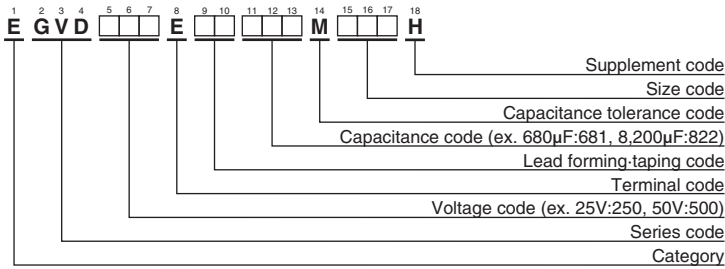 1 2 3 4 5 6 7 8 9 10 11 12 13 14 15 16 17 18
E G V D E M H
Supplement code
Size code
Capacitance tolerance code
Capacitance code (ex. 680µF:681, 8,200µF:822)
Lead forming·taping code
Terminal code
Voltage code (ex. 25V:250, 50V:500)
Series code
Category